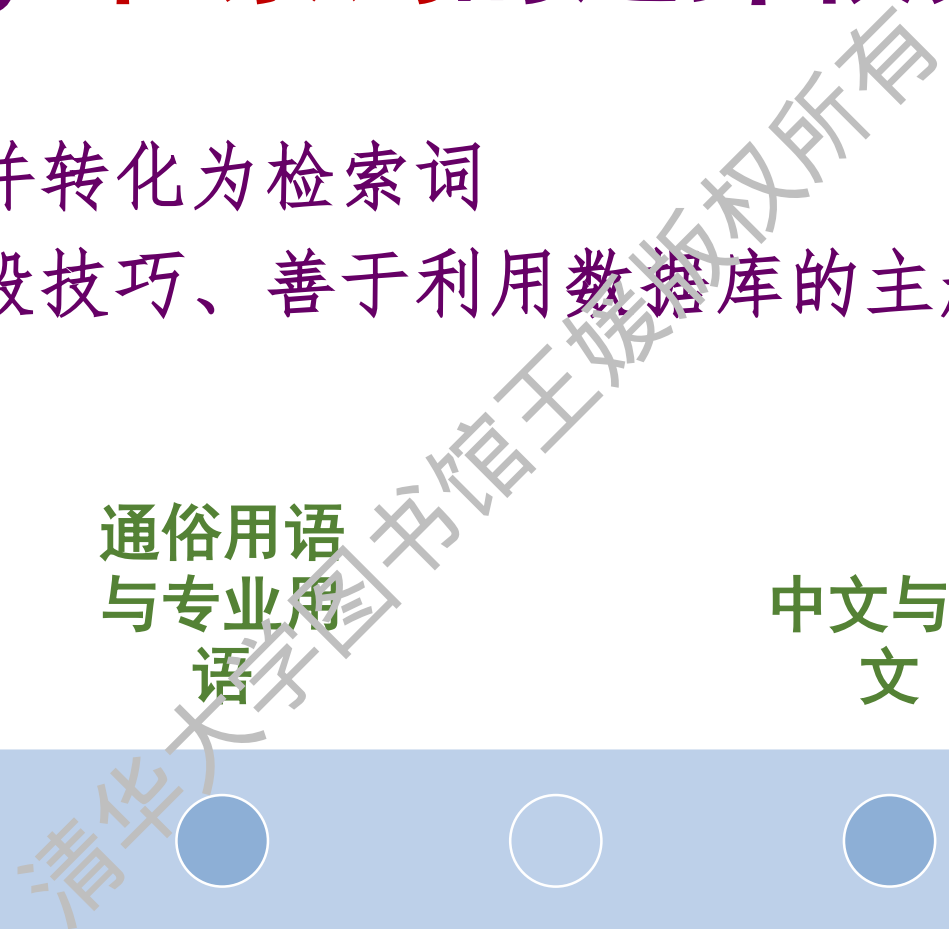 并转化为检索词
段技巧、善于利用数据库的主
通俗用语
与专业用
语
中文与
文
清华大学图书馆王媛版权所有